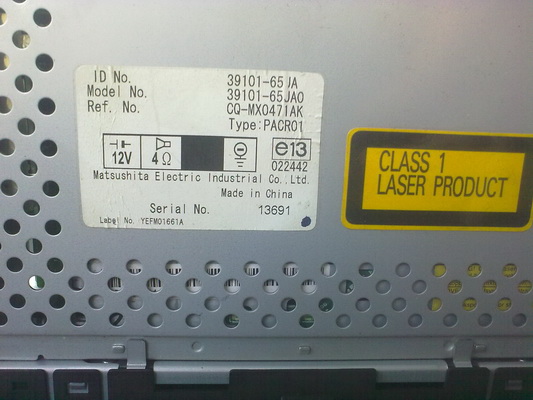 ID No. 39101-65JA
Model No. 39101-65JA0
Ref. No. CQ-MX0471AK
Type:PACR01
12V 4Ω e13
022442
Matsushita Electric Industrial Co., Ltd.
Made in China
Serial No. 13691
Label No. YEFM01661A
CLASS 1
LASER PRODUCT